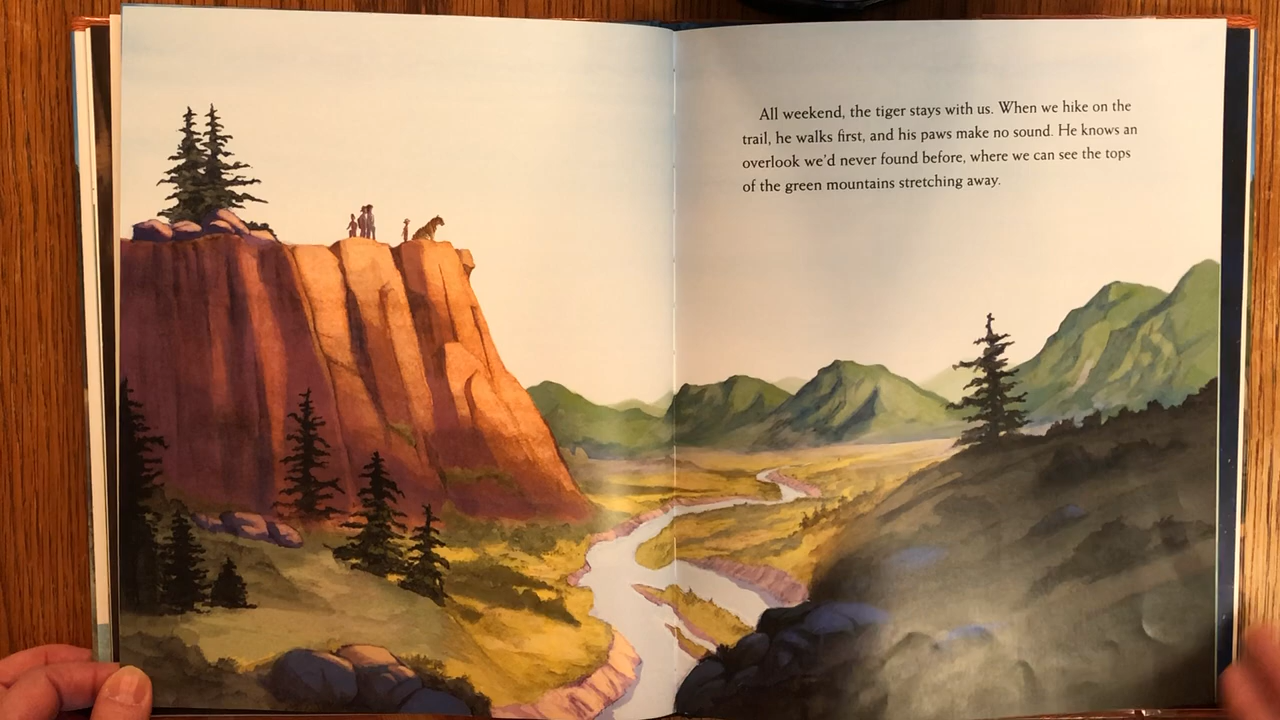 All weekend, the tiger stays with us. When we hike on the
trail, he walks first, and his paws make no sound. He knows an
overlook we'd never found before, where we can see the tops
of the green mountains stretching away.